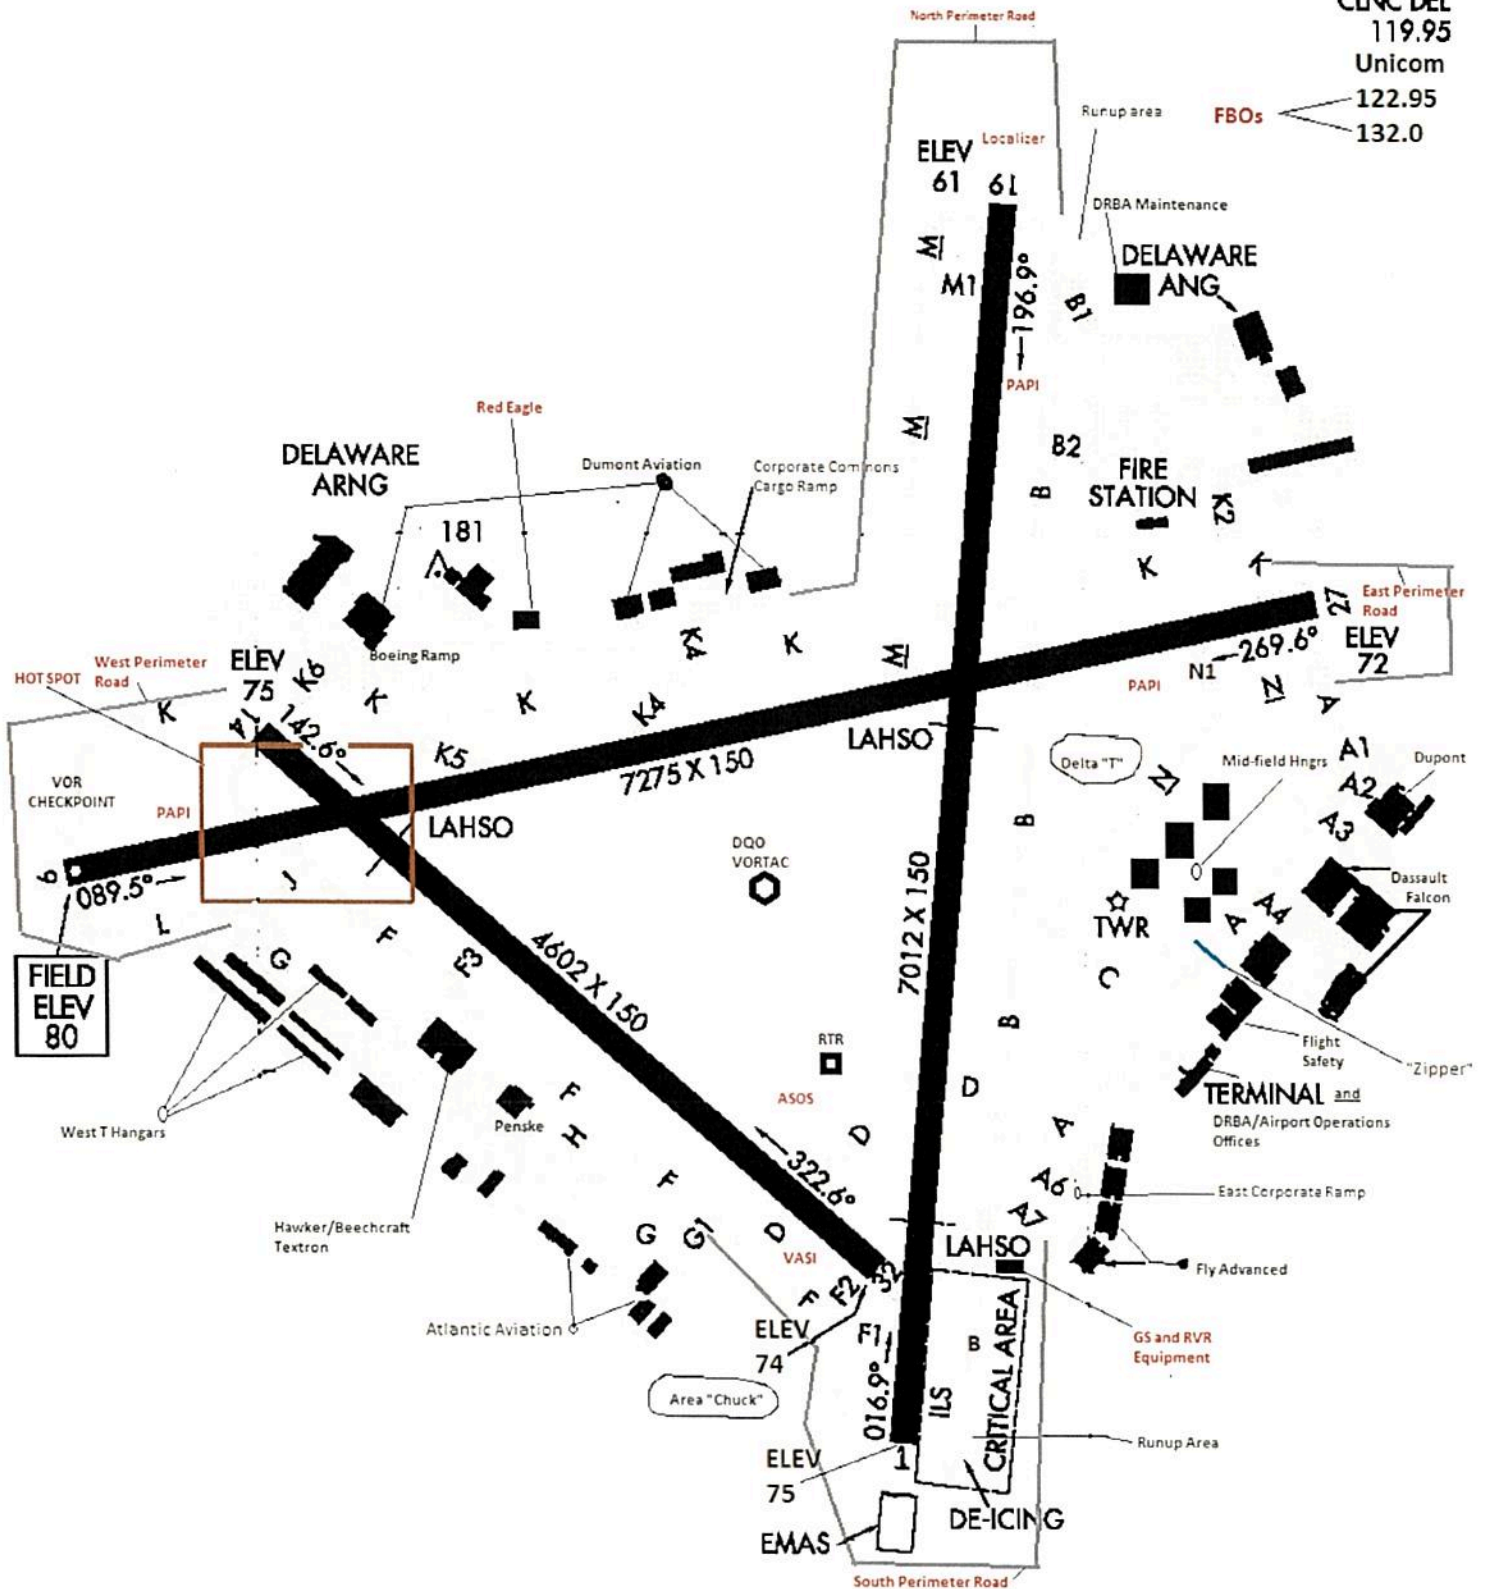 North Perimeter Road
CLNC DEL
119.95
Unicom
122.95
FBOs
132.0
Runup area
Localizer
ELEV
61
19
DRBA Maintenance
M
M1
196.9°
B1
DELAWARE
ANG
PAPI
Red Eagle
M
B2
DELAWARE
ARNG
Dumont Aviation
Corporate Commons
Cargo Ramp
FIRE
STATION
B
K2
181
K
K
East Perimeter
Road
27
ELEV
72
269.6°
K4
K
M
Boeing Ramp
HOT SPOT
West Perimeter
Road
ELEV
75
K6
K
K
K
K4
PAPI
N1
N1
A
14
142.6°
K5
LAHSO
7275 X 150
Delta "T"
N1
Mid-field Hngrs
A1
A2
A3
Dupont
VOR
CHECKPOINT
PAPI
LAHSO
B
9
089.5°
J
DQO
VORTAC
7012 X 150
Dassault
Falcon
TWR
A
A4
L
F
G
F3
4602 X 150
C
FIELD
ELEV
80
B
RTR
Flight
Safety
"Zipper"
ASOS
D
TERMINAL and
DRBA/Airport Operations
Offices
West T Hangars
Penske
F
H
D
A
322.6°
F
A6
East Corporate Ramp
A7
Hawker/Beechcraft
Textron
G
G1
D
VASI
LAHSO
Fly Advanced
F
F2
32
Atlantic Aviation
ELEV
74
F1
B
GS and RVR
Equipment
Area "Chuck"
016.9°
ILS
CRITICAL AREA
Runup Area
ELEV
75
1
DE-ICING
EMAS
South Perimeter Road